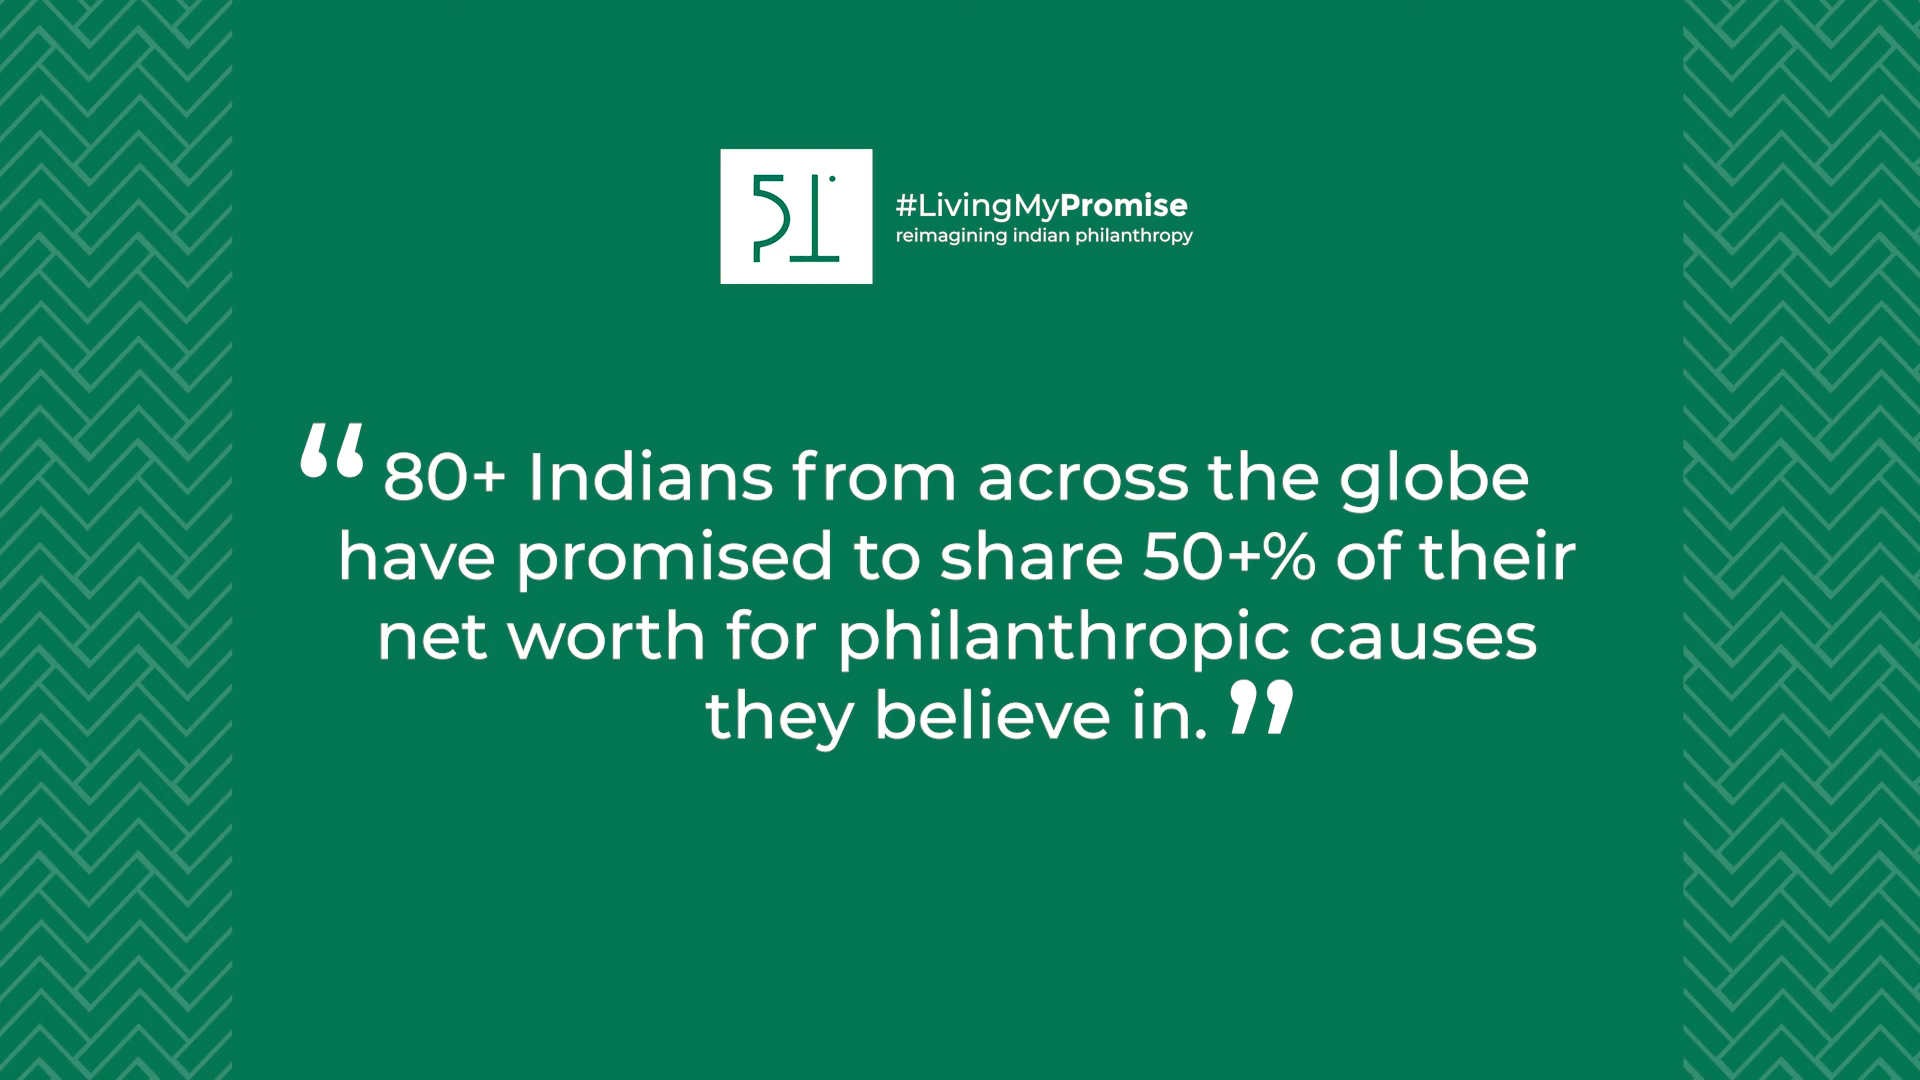 51
#LivingMyPromise
reimagining indian philanthropy
“80+ Indians from across the globe
have promised to share 50+% of their
net worth for philanthropic causes
they believe in.”